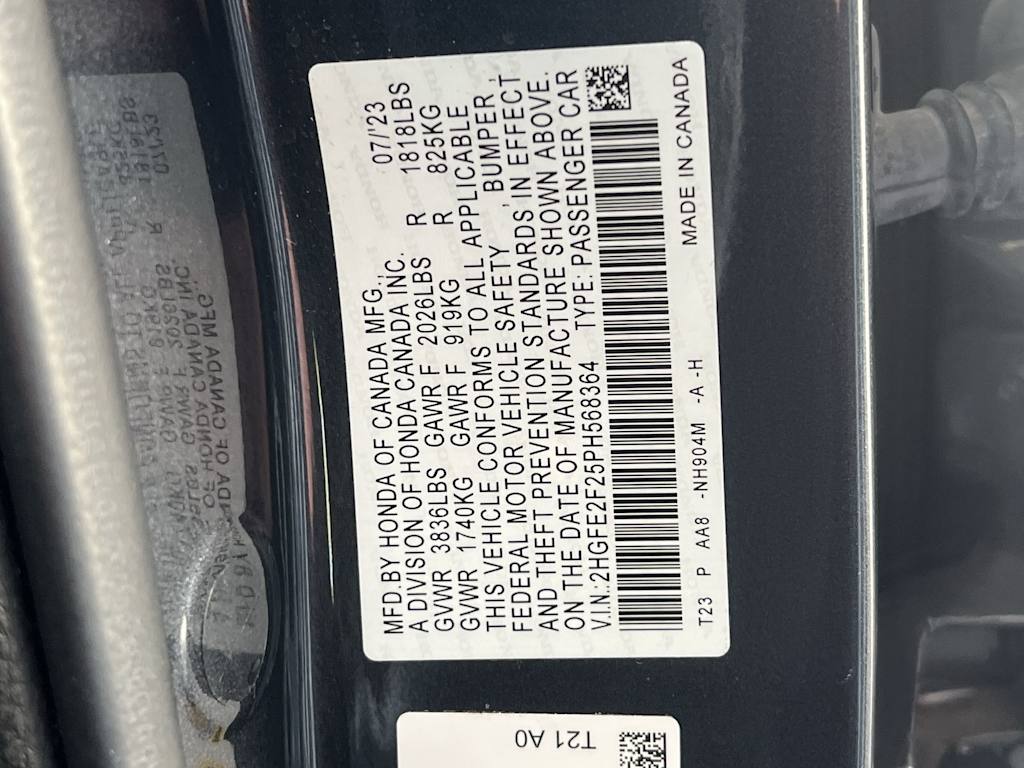 MFD.BY HONDA OF CANADA MFG., 07/'23
A DIVISION OF HONDA CANADA INC.
GVWR 3836LBS GAWR F 2026LBS R 1818LBS
GVWR 1740KG GAWR F 919KG R 825KG
THIS VEHICLE CONFORMS TO ALL APPLICABLE
FEDERAL MOTOR VEHICLE SAFETY, BUMPER,
AND THEFT PREVENTION STANDARDS, IN EFFECT
ON THE DATE OF MANUFACTURE SHOWN ABOVE.
V.I.N.:2HGFE2F25PH568364 TYPE: PASSENGER CAR
T23 P AA8 -NH904M -A -H MADE IN CANADA
T21 A0